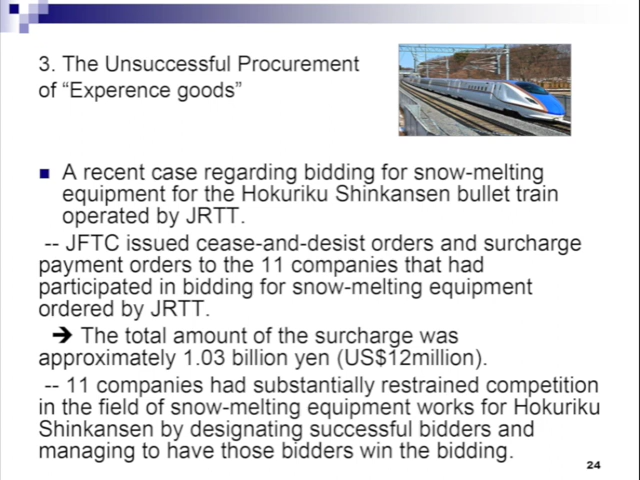 3. The Unsuccessful Procurement
of “Experence goods”
A recent case regarding bidding for snow-melting
equipment for the Hokuriku Shinkansen bullet train
operated by JRTT.
-- JFTC issued cease-and-desist orders and surcharge
payment orders to the 11 companies that had
participated in bidding for snow-melting equipment
ordered by JRTT.
➔ The total amount of the surcharge was
approximately 1.03 billion yen (US$12million).
-- 11 companies had substantially restrained competition
in the field of snow-melting equipment works for Hokuriku
Shinkansen by designating successful bidders and
managing to have those bidders win the bidding.
24